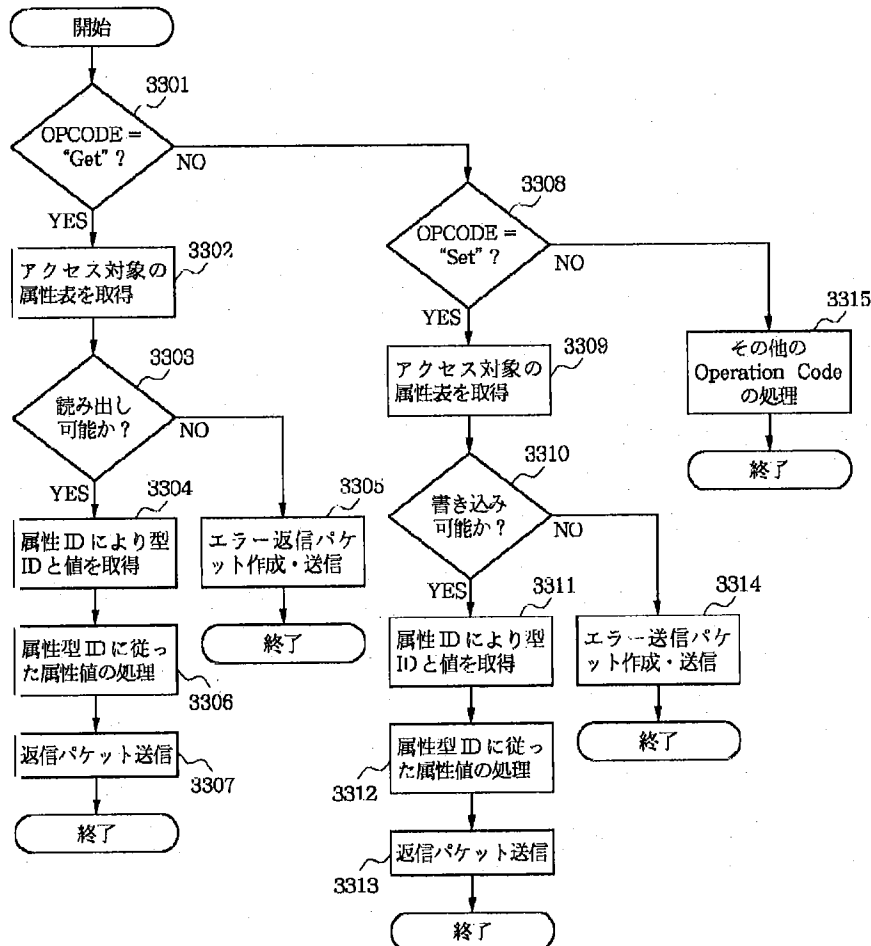 開始
3301
OPCODE =
“Get” ?
NO
YES
3302
アクセス対象の
属性表を取得
3303
読み出し
可能か?
NO
YES
3304
属性IDにより型
IDと値を取得
3305
エラー返信パケ
ット作成・送信
終了
属性型IDに従っ
た属性値の処理
3306
返信パケット送信
3307
終了
3308
OPCODE =
“Set” ?
NO
YES
3309
アクセス対象の
属性表を取得
3310
書き込み
可能か?
NO
YES
3311
属性IDにより型
IDと値を取得
3314
エラー送信パケ
ット作成・送信
終了
属性型IDに従っ
た属性値の処理
3312
返信パケット送信
3313
終了
3315
その他の
Operation Code
の処理
終了